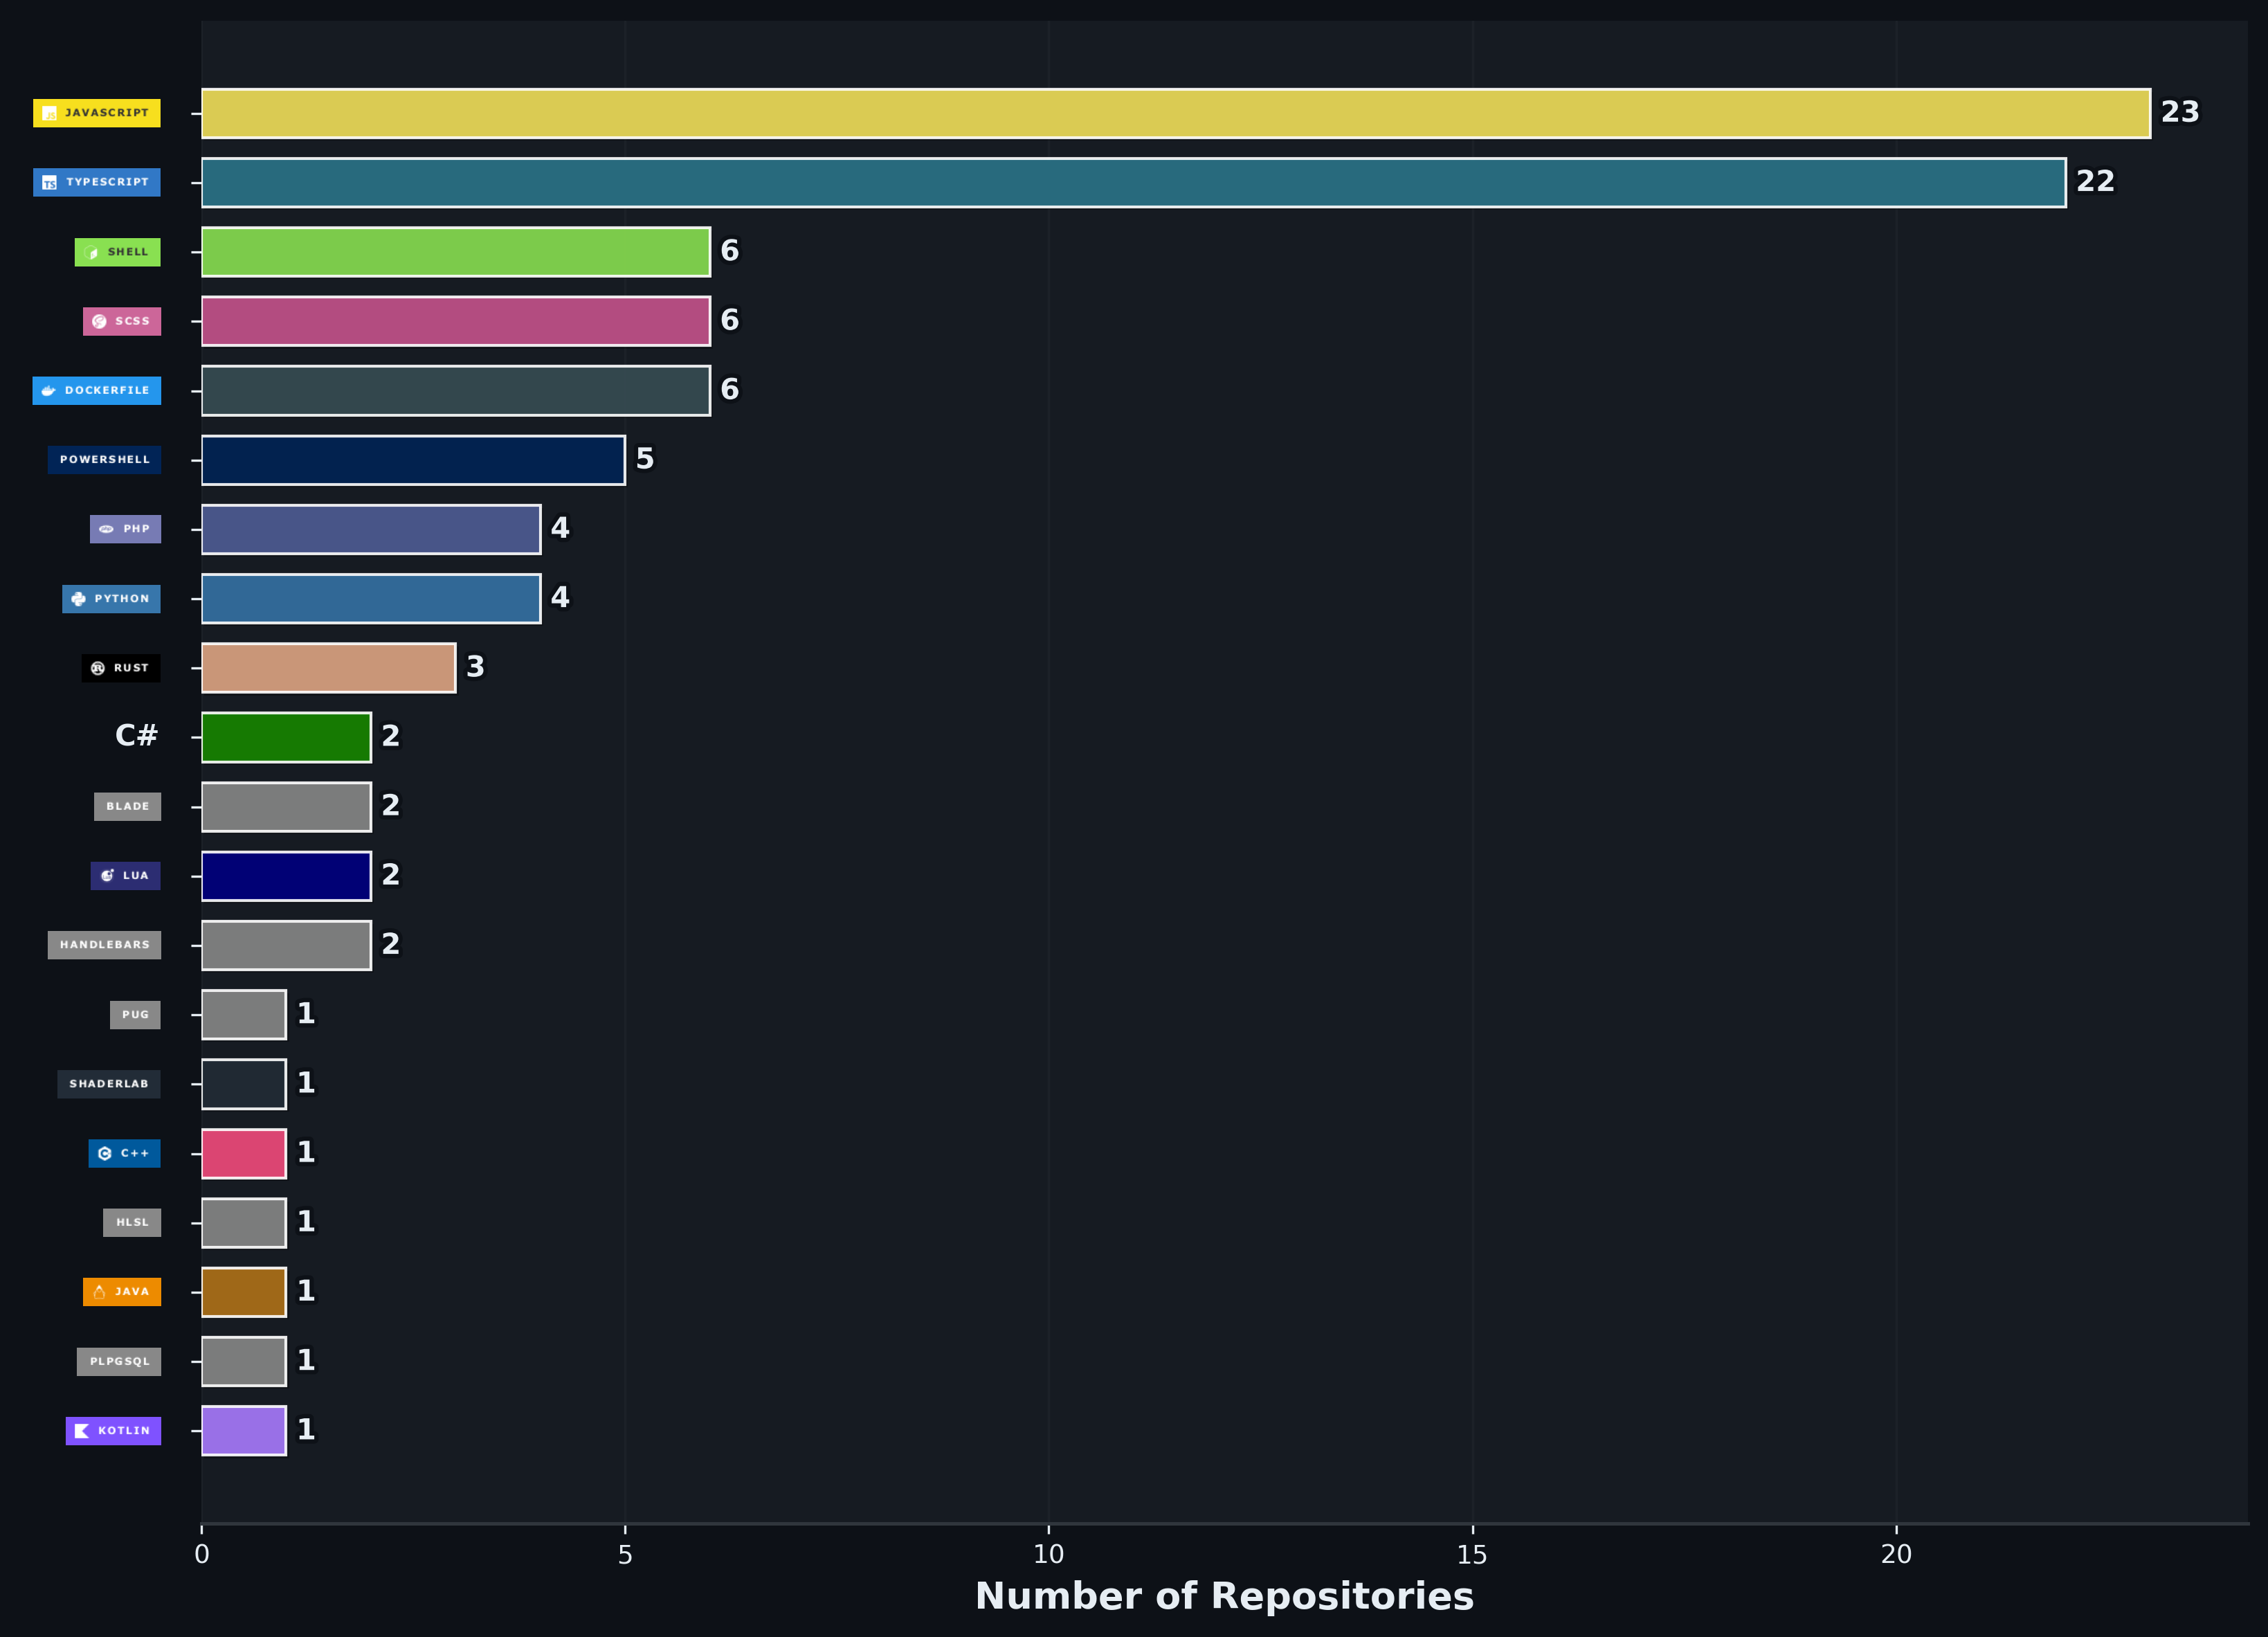 JAVASCRIPT 23
TYPESCRIPT 22
SHELL 6
SCSS 6
DOCKERFILE 6
POWERSHELL 5
PHP 4
PYTHON 4
RUST 3
C# 2
BLADE 2
LUA 2
HANDLEBARS 2
PUG 1
SHADERLAB 1
C++ 1
HLSL 1
JAVA 1
PLPGSQL 1
KOTLIN 1
0 5 10 15 20
Number of Repositories